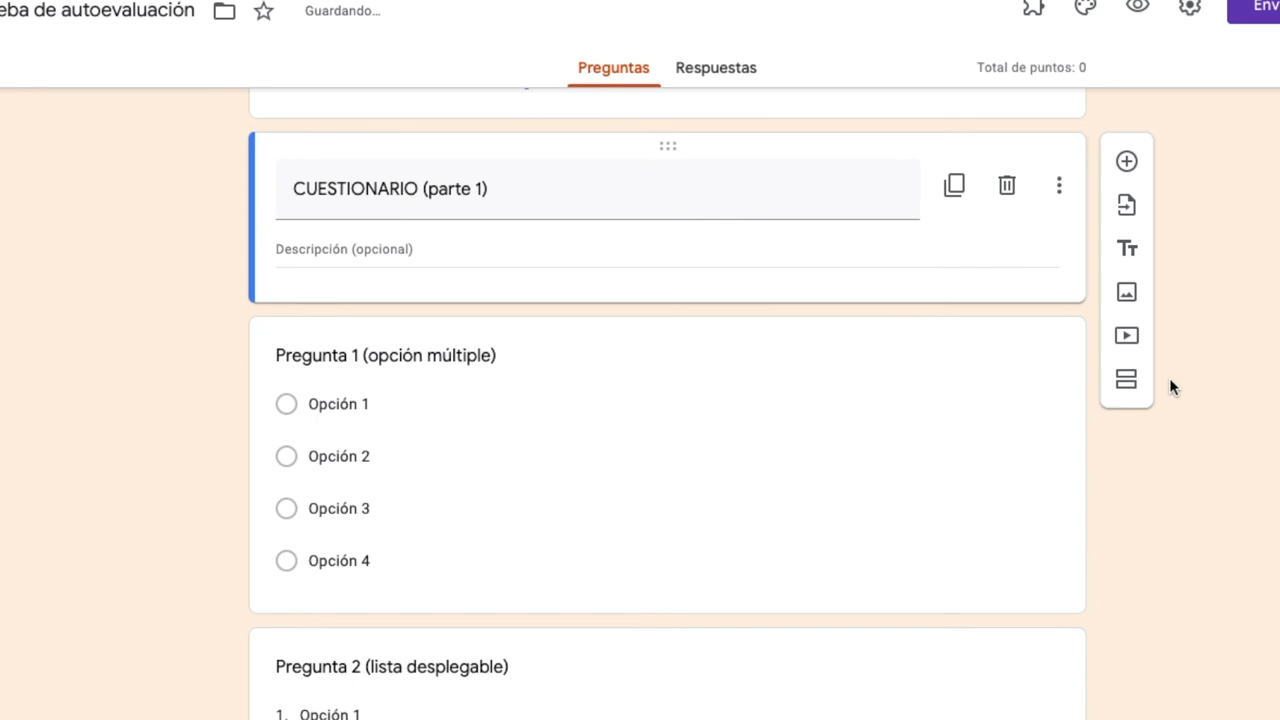 eba de autoevaluación
Guardando...
Env
Preguntas
Respuestas
Total de puntos: 0
CUESTIONARIO (parte 1)
Descripción (opcional)
Tт
Pregunta 1 (opción múltiple)
Opción 1
Opción 2
Opción 3
Opción 4
Pregunta 2 (lista desplegable)
1. Opción 1